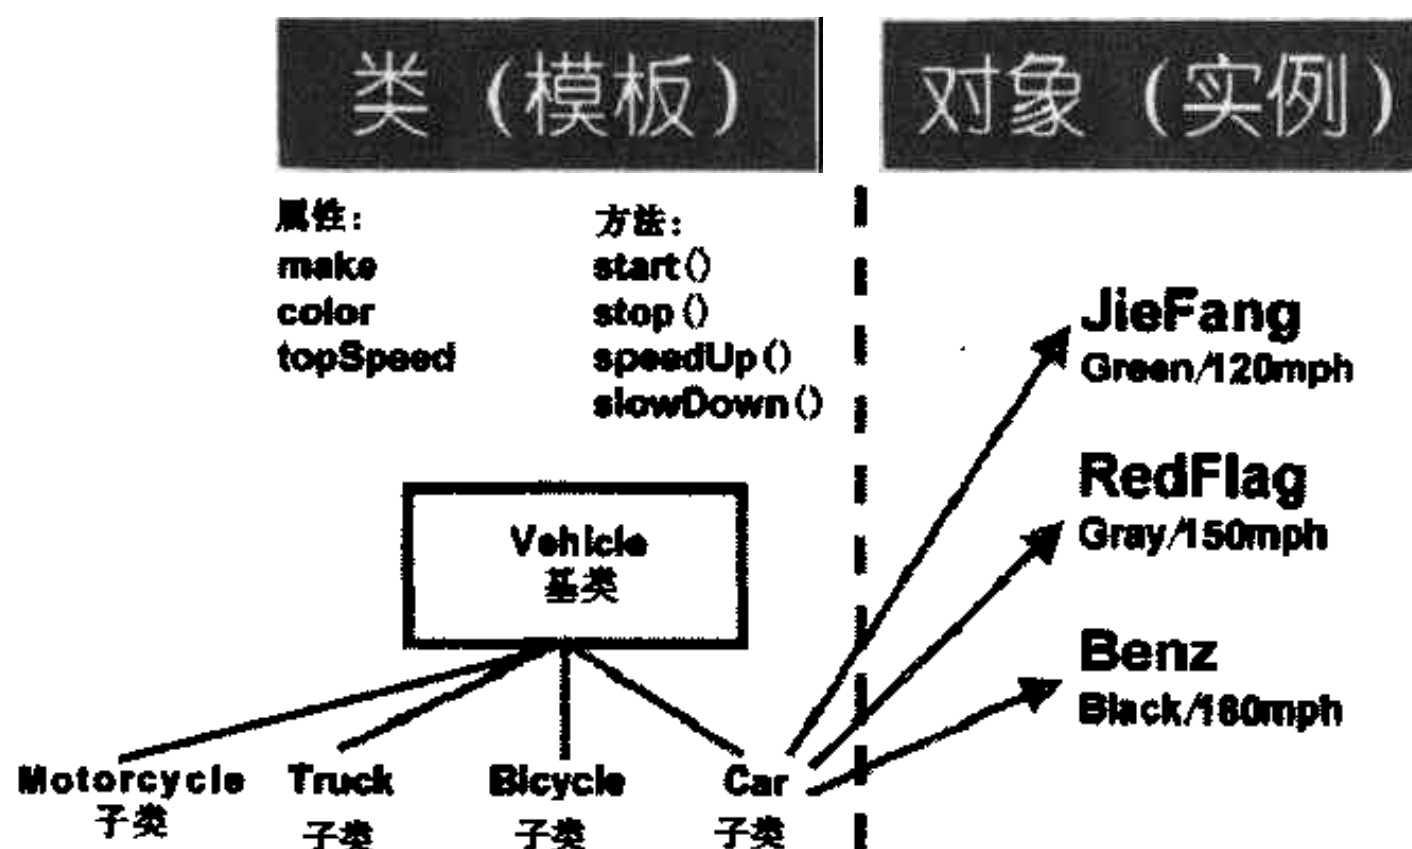 类（模板）
对象（实例）
属性：
make
color
topSpeed
方法：
start()
stop()
speedUp()
slowDown()
JieFang
Green/120mph
RedFlag
Gray/150mph
Benz
Black/180mph
Vehicle
基类
Motorcycle
子类
Truck
子类
Bicycle
子类
Car
子类